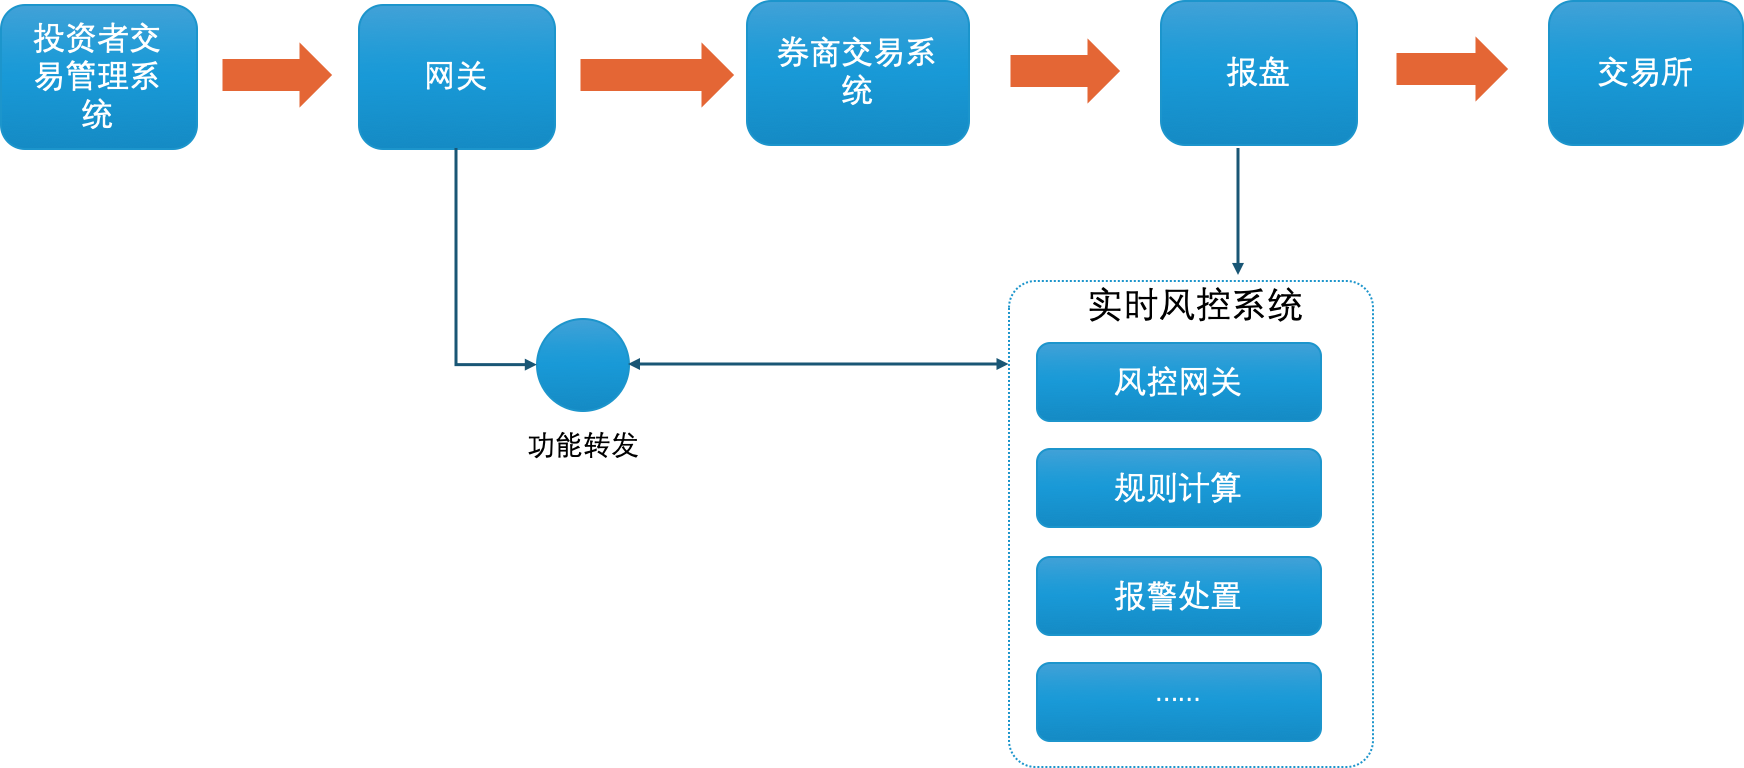 投资者交
易管理系
统
网关
券商交易系
统
报盘
交易所
实时风控系统
风控网关
功能转发
规则计算
报警处置
……